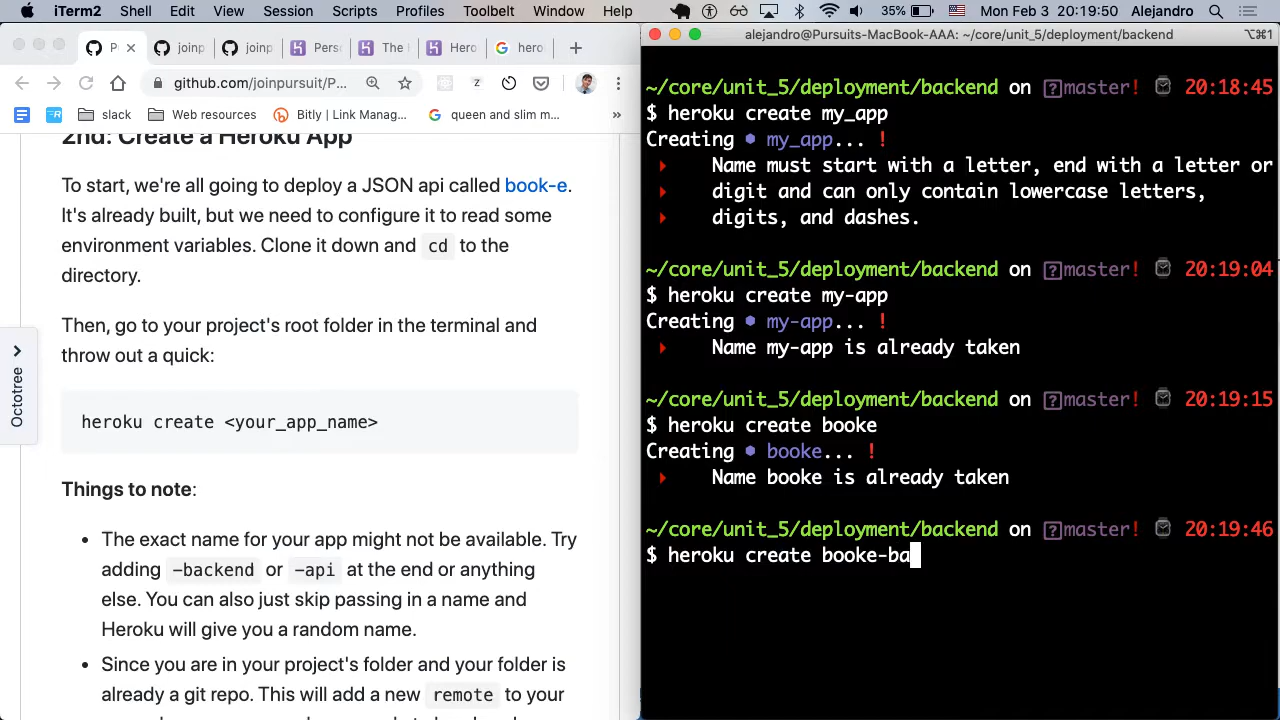 iTerm2 Shell Edit View Session Scripts Profiles Toolbelt Window Help 35% Mon Feb 3 20:19:50 Alejandro
P joinp joinp Pers The I Hero hero
github.com/joinpursuit/P...
slack Web resources Bitly | Link Manag... queen and slim m... »
2nd: Create a Heroku App
To start, we're all going to deploy a JSON api called book-e.
It's already built, but we need to configure it to read some
environment variables. Clone it down and cd to the
directory.
Then, go to your project's root folder in the terminal and
throw out a quick:
heroku create <your_app_name>
Things to note:
• The exact name for your app might not be available. Try
adding -backend or -api at the end or anything
else. You can also just skip passing in a name and
Heroku will give you a random name.
• Since you are in your project's folder and your folder is
already a git repo. This will add a new remote to your
Octotree
alejandro@Pursuits-MacBook-AAA: ~/core/unit_5/deployment/backend ⌥⌘1
~/core/unit_5/deployment/backend on ?master! 20:18:45
$ heroku create my_app
Creating ⬢ my_app... !
▸ Name must start with a letter, end with a letter or
▸ digit and can only contain lowercase letters,
▸ digits, and dashes.
~/core/unit_5/deployment/backend on ?master! 20:19:04
$ heroku create my-app
Creating ⬢ my-app... !
▸ Name my-app is already taken
~/core/unit_5/deployment/backend on ?master! 20:19:15
$ heroku create booke
Creating ⬢ booke... !
▸ Name booke is already taken
~/core/unit_5/deployment/backend on ?master! 20:19:46
$ heroku create booke-ba